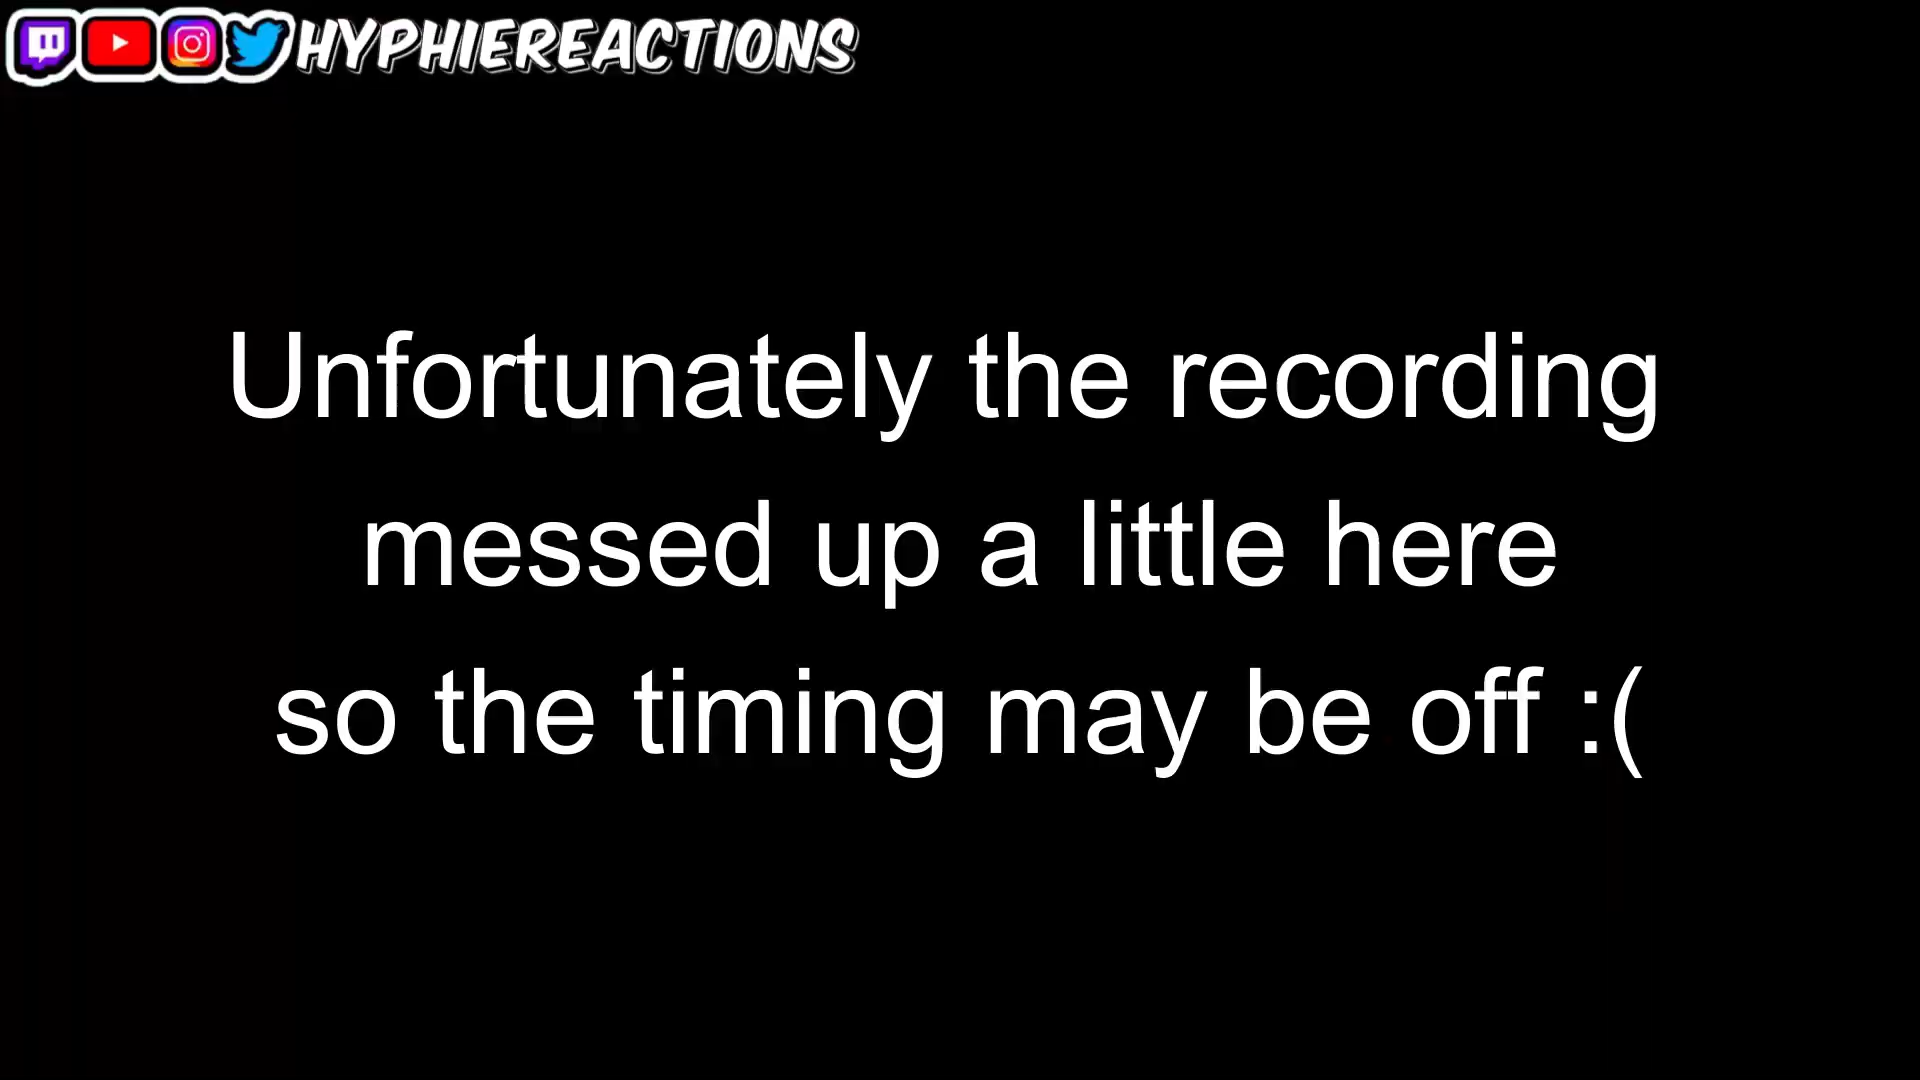 HYPHIEREACTIONS
Unfortunately the recording
messed up a little here
so the timing may be off :(